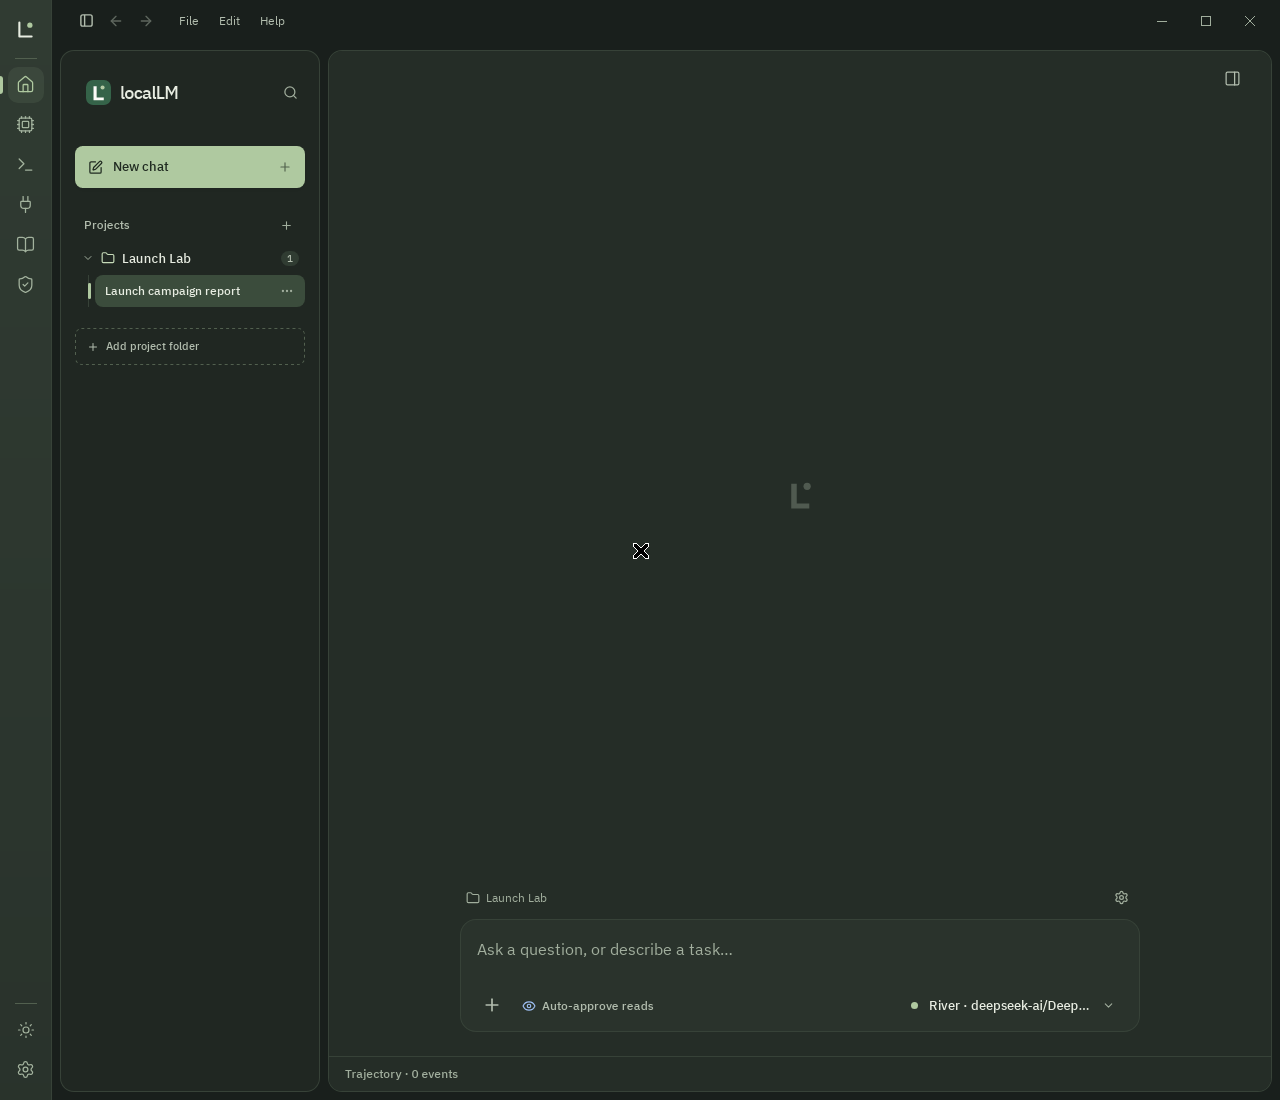 File Edit Help
localLM
New chat
Projects
Launch Lab 1
Launch campaign report
Add project folder
Launch Lab
Ask a question, or describe a task...
Auto-approve reads
River · deepseek-ai/Deep...
Trajectory · 0 events